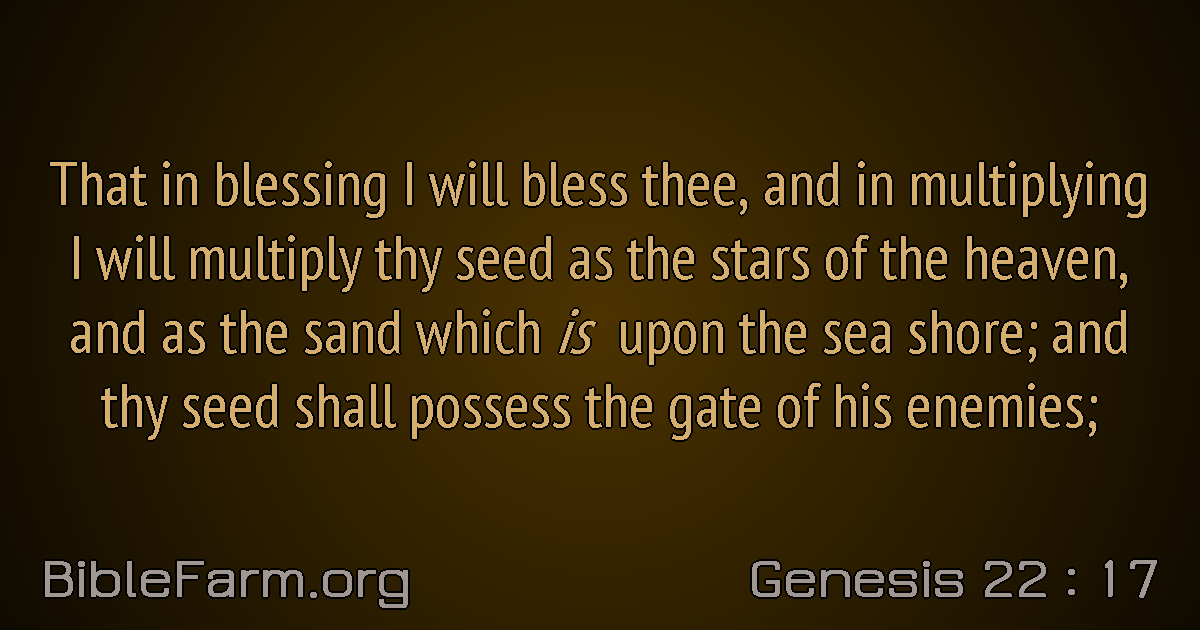 That in blessing I will bless thee, and in multiplying
I will multiply thy seed as the stars of the heaven,
and as the sand which is upon the sea shore; and
thy seed shall possess the gate of his enemies;
BibleFarm.org
Genesis 22 : 17